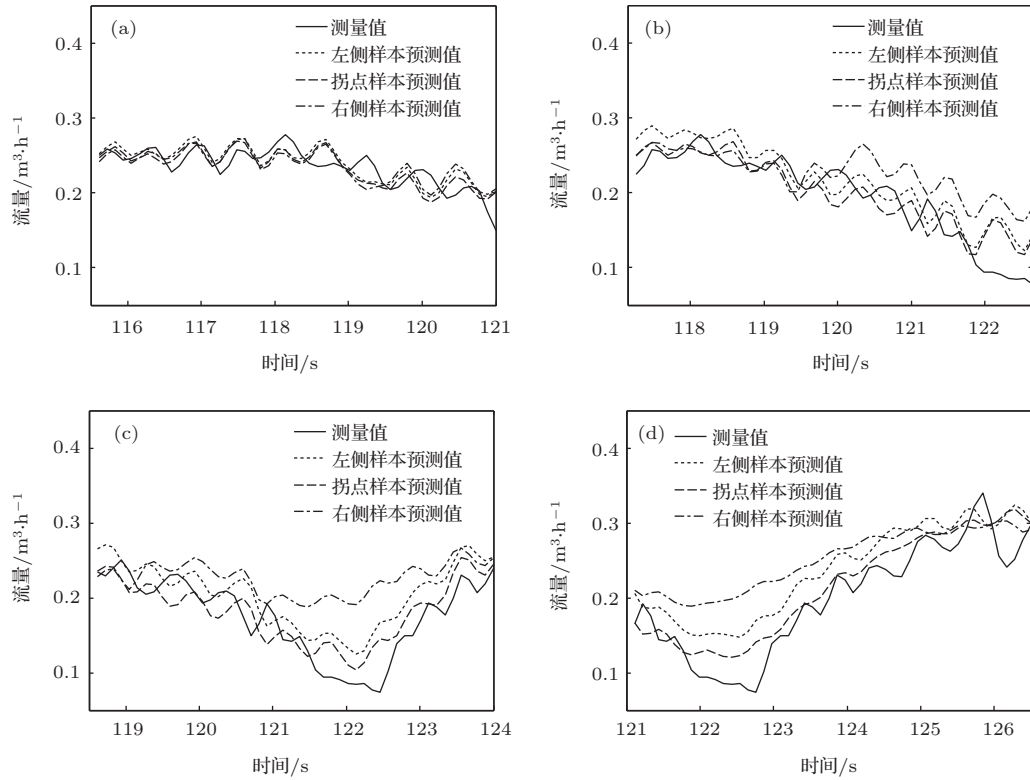 (a)
测量值
左侧样本预测值
拐点样本预测值
右侧样本预测值
0.4
0.3
0.2
0.1
流量/m³·h⁻¹
116 117 118 119 120 121
时间/s
(b)
测量值
左侧样本预测值
拐点样本预测值
右侧样本预测值
0.4
0.3
0.2
0.1
流量/m³·h⁻¹
118 119 120 121 122
时间/s
(c)
测量值
左侧样本预测值
拐点样本预测值
右侧样本预测值
0.4
0.3
0.2
0.1
流量/m³·h⁻¹
119 120 121 122 123 124
时间/s
(d)
测量值
左侧样本预测值
拐点样本预测值
右侧样本预测值
0.4
0.3
0.2
0.1
流量/m³·h⁻¹
121 122 123 124 125 126
时间/s